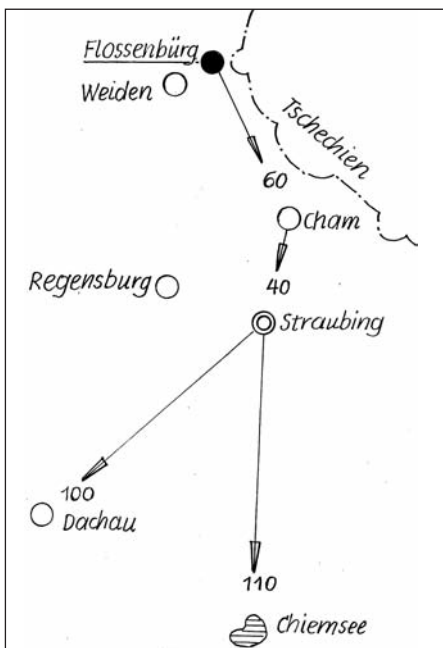 Flossenbürg
Weiden
Tschechien
60
Cham
Regensburg
40
Straubing
100
Dachau
110
Chiemsee